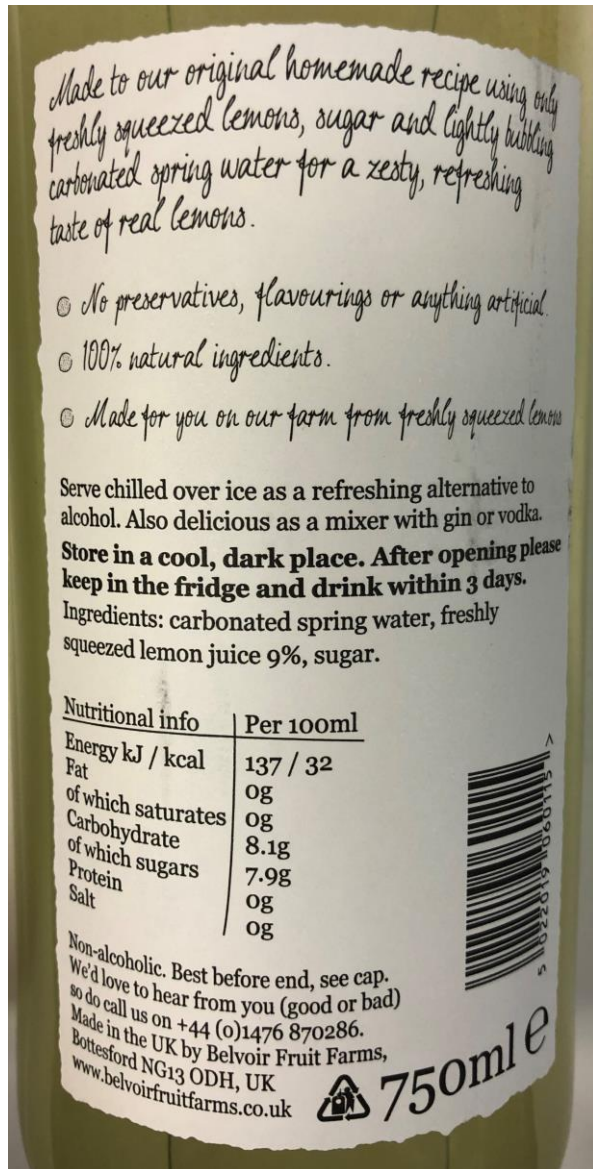 Made to our original homemade recipe using only
freshly squeezed lemons, sugar and lightly bubbling
carbonated spring water for a zesty, refreshing
taste of real lemons.
No preservatives, flavourings or anything artificial.
100% natural ingredients.
Made for you on our farm from freshly squeezed lemons
Serve chilled over ice as a refreshing alternative to
alcohol. Also delicious as a mixer with gin or vodka.
Store in a cool, dark place. After opening please
keep in the fridge and drink within 3 days.
Ingredients: carbonated spring water, freshly
squeezed lemon juice 9%, sugar.
Nutritional info Per 100ml
Energy kJ / kcal 137 / 32
Fat 0g
of which saturates 0g
Carbohydrate 8.1g
of which sugars 7.9g
Protein 0g
Salt 0g
Non-alcoholic. Best before end, see cap.
We'd love to hear from you (good or bad)
so do call us on +44 (0)1476 870286.
Made in the UK by Belvoir Fruit Farms,
Bottesford NG13 0DH, UK
www.belvoirfruitfarms.co.uk
750ml e
5 022019 060115 >